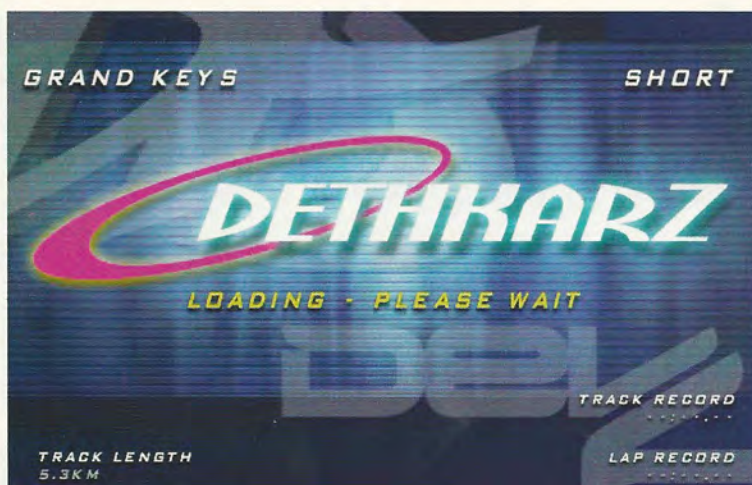 GRAND KEYS
SHORT
DETHKARZ
LOADING - PLEASE WAIT
TRACK RECORD
--:--.--
TRACK LENGTH
5.3KM
LAP RECORD
--:--.--